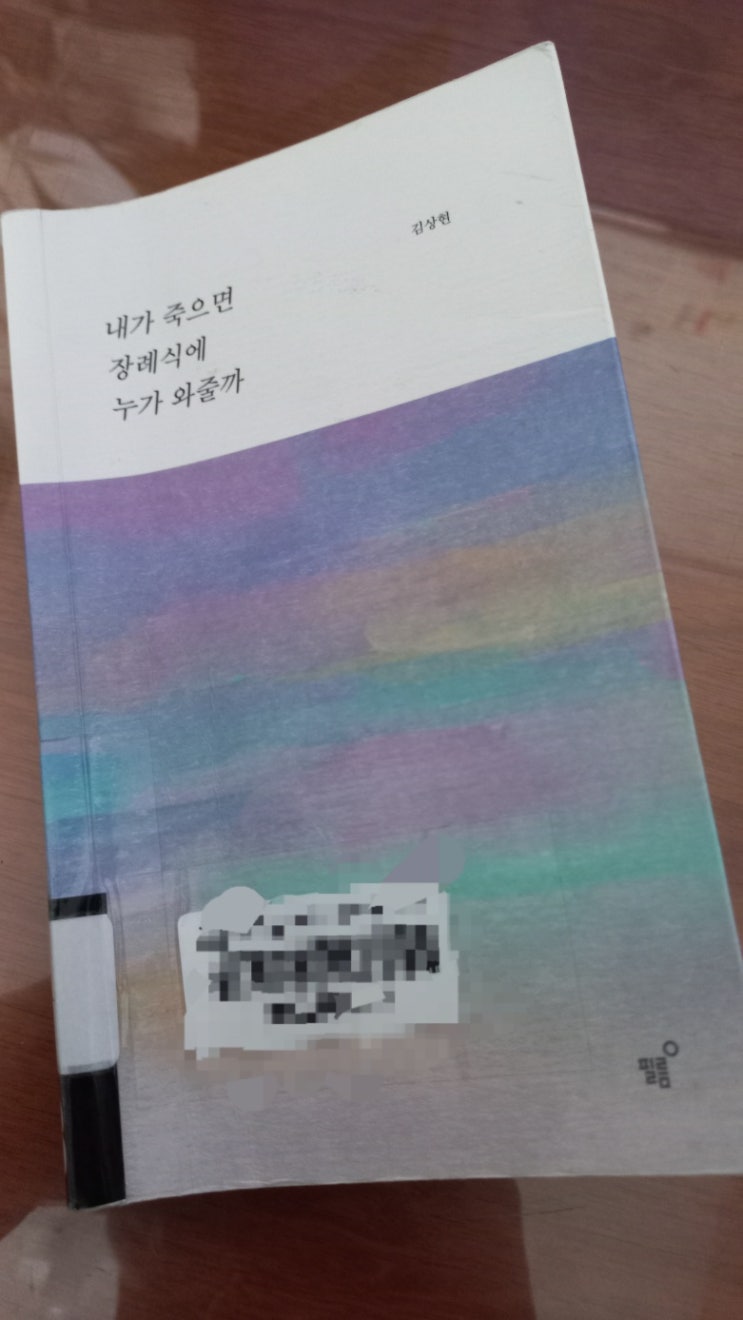 김상현
내가 죽으면
장례식에
누가 와줄까
필름